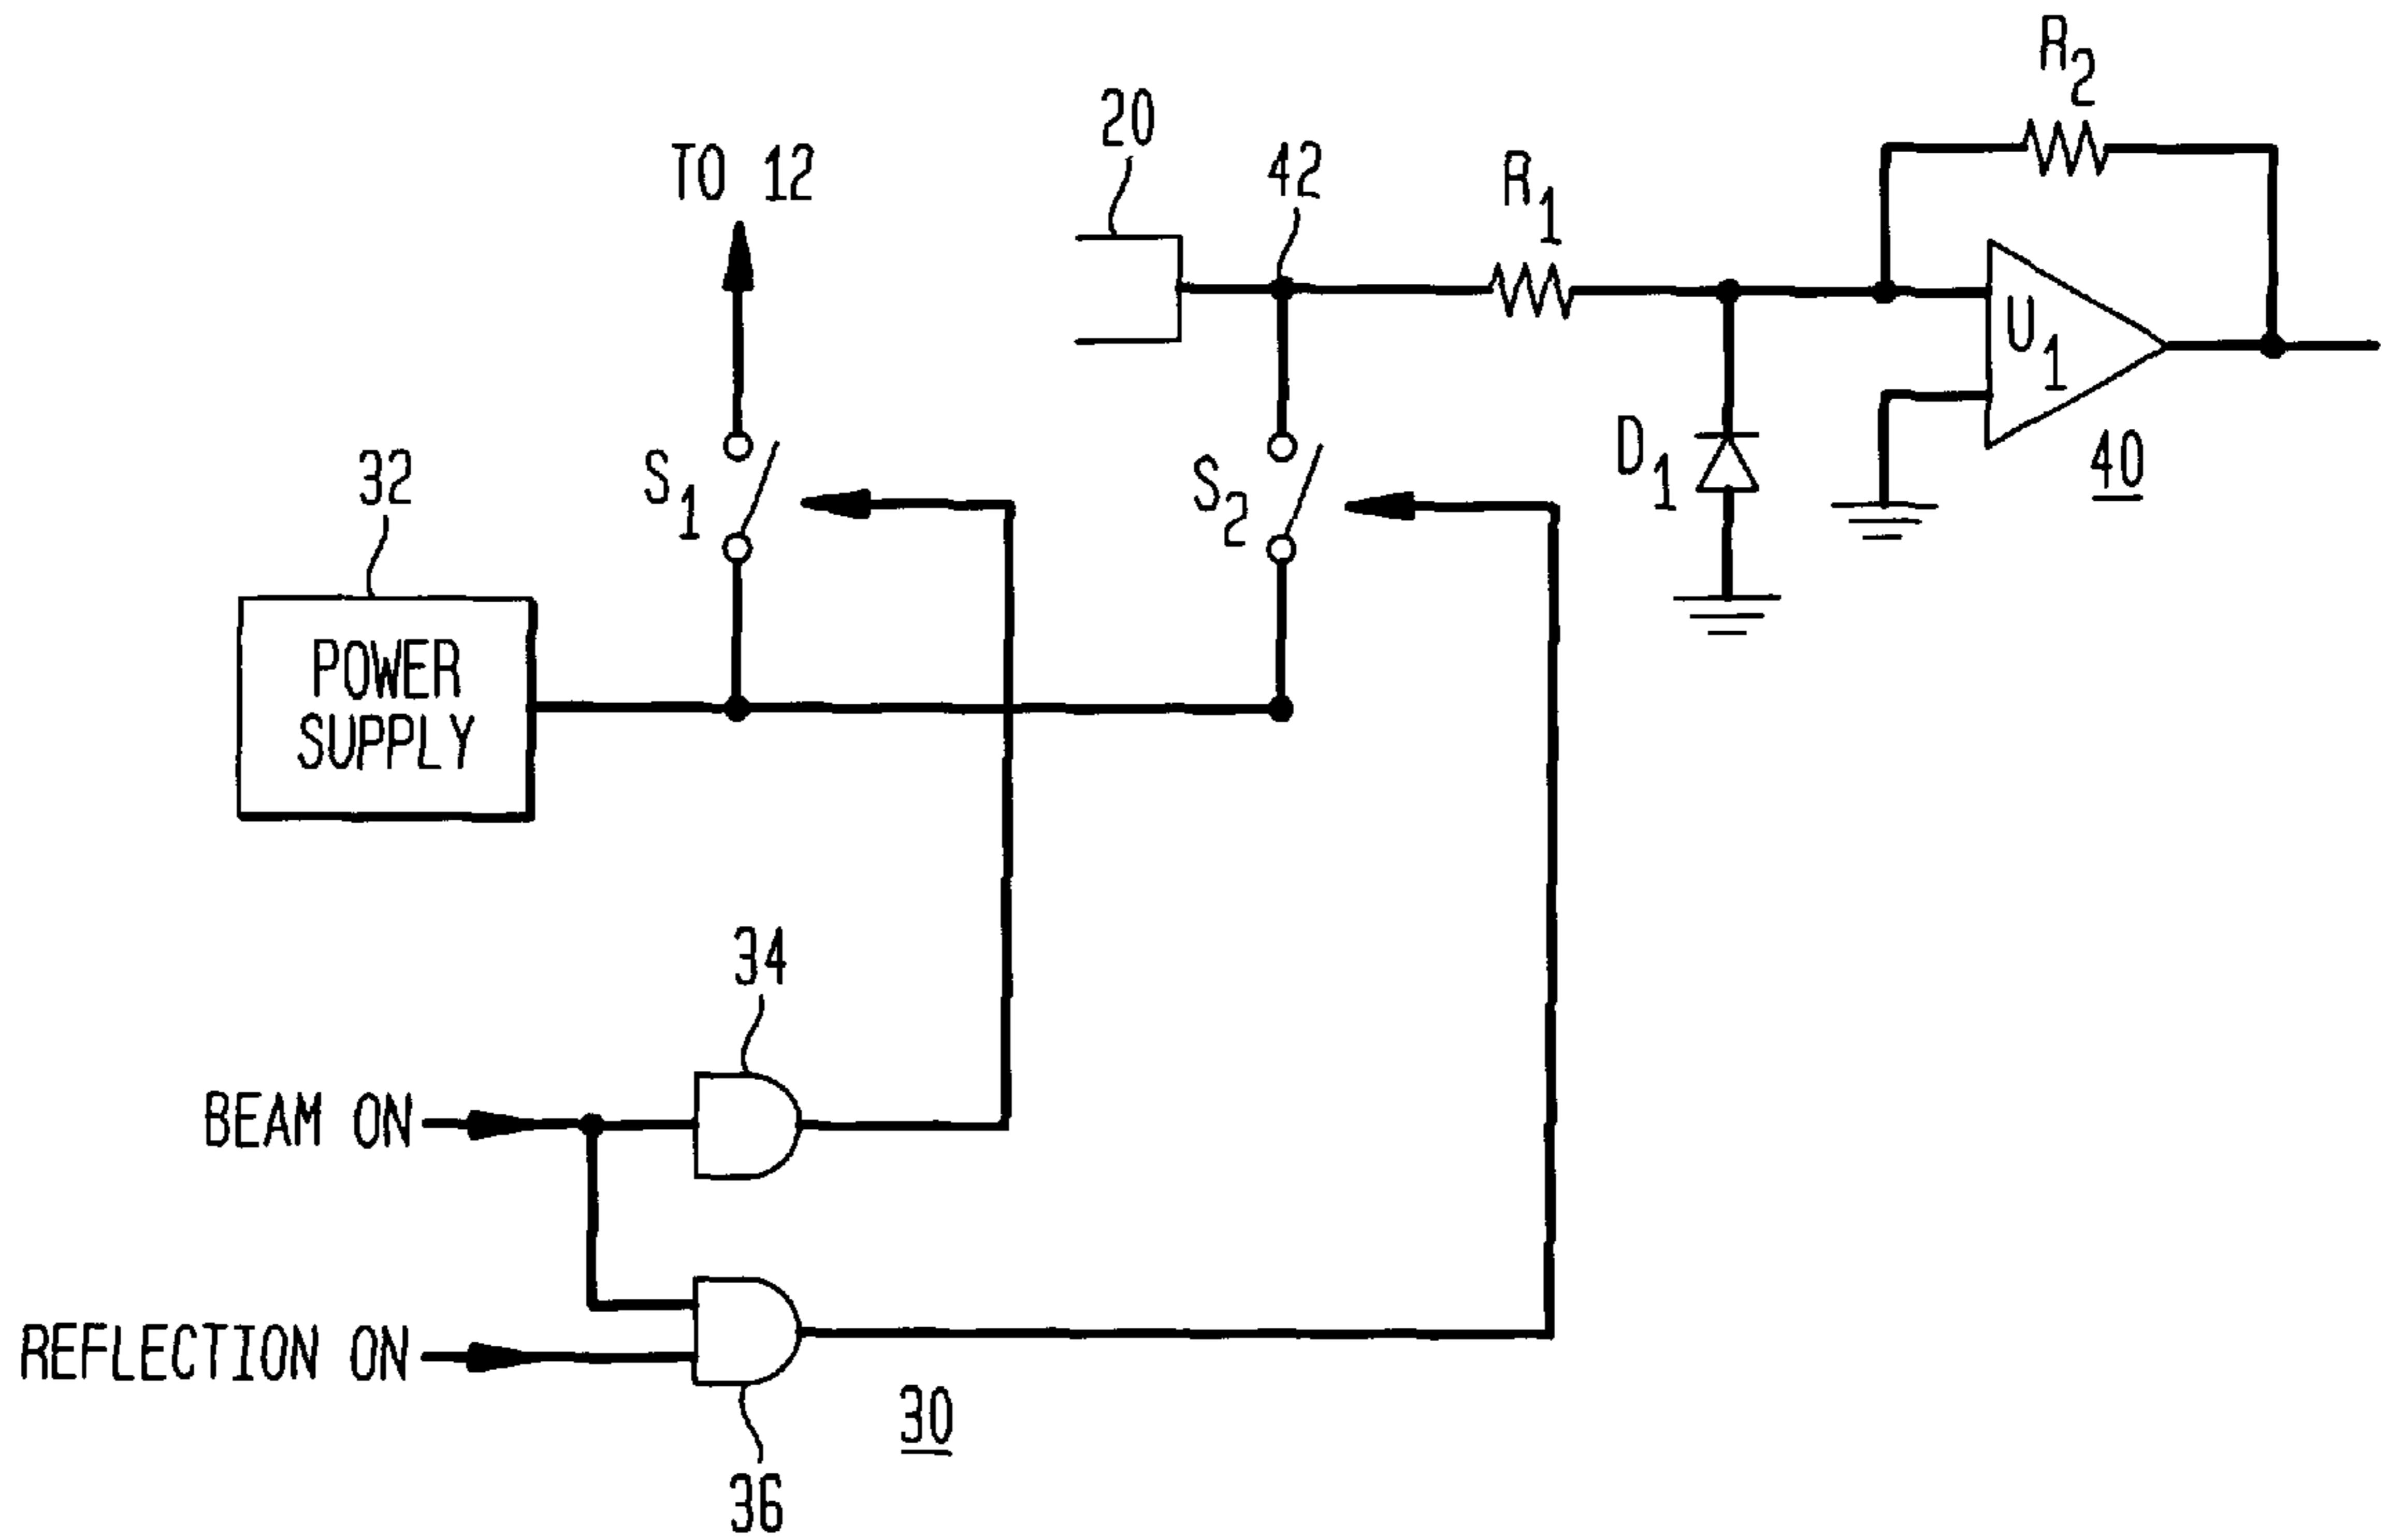 R2
20
TO 12
42
R1
U1
32
S1
S2
D1
40
POWER
SUPPLY
34
BEAM ON
REFLECTION ON
30
36